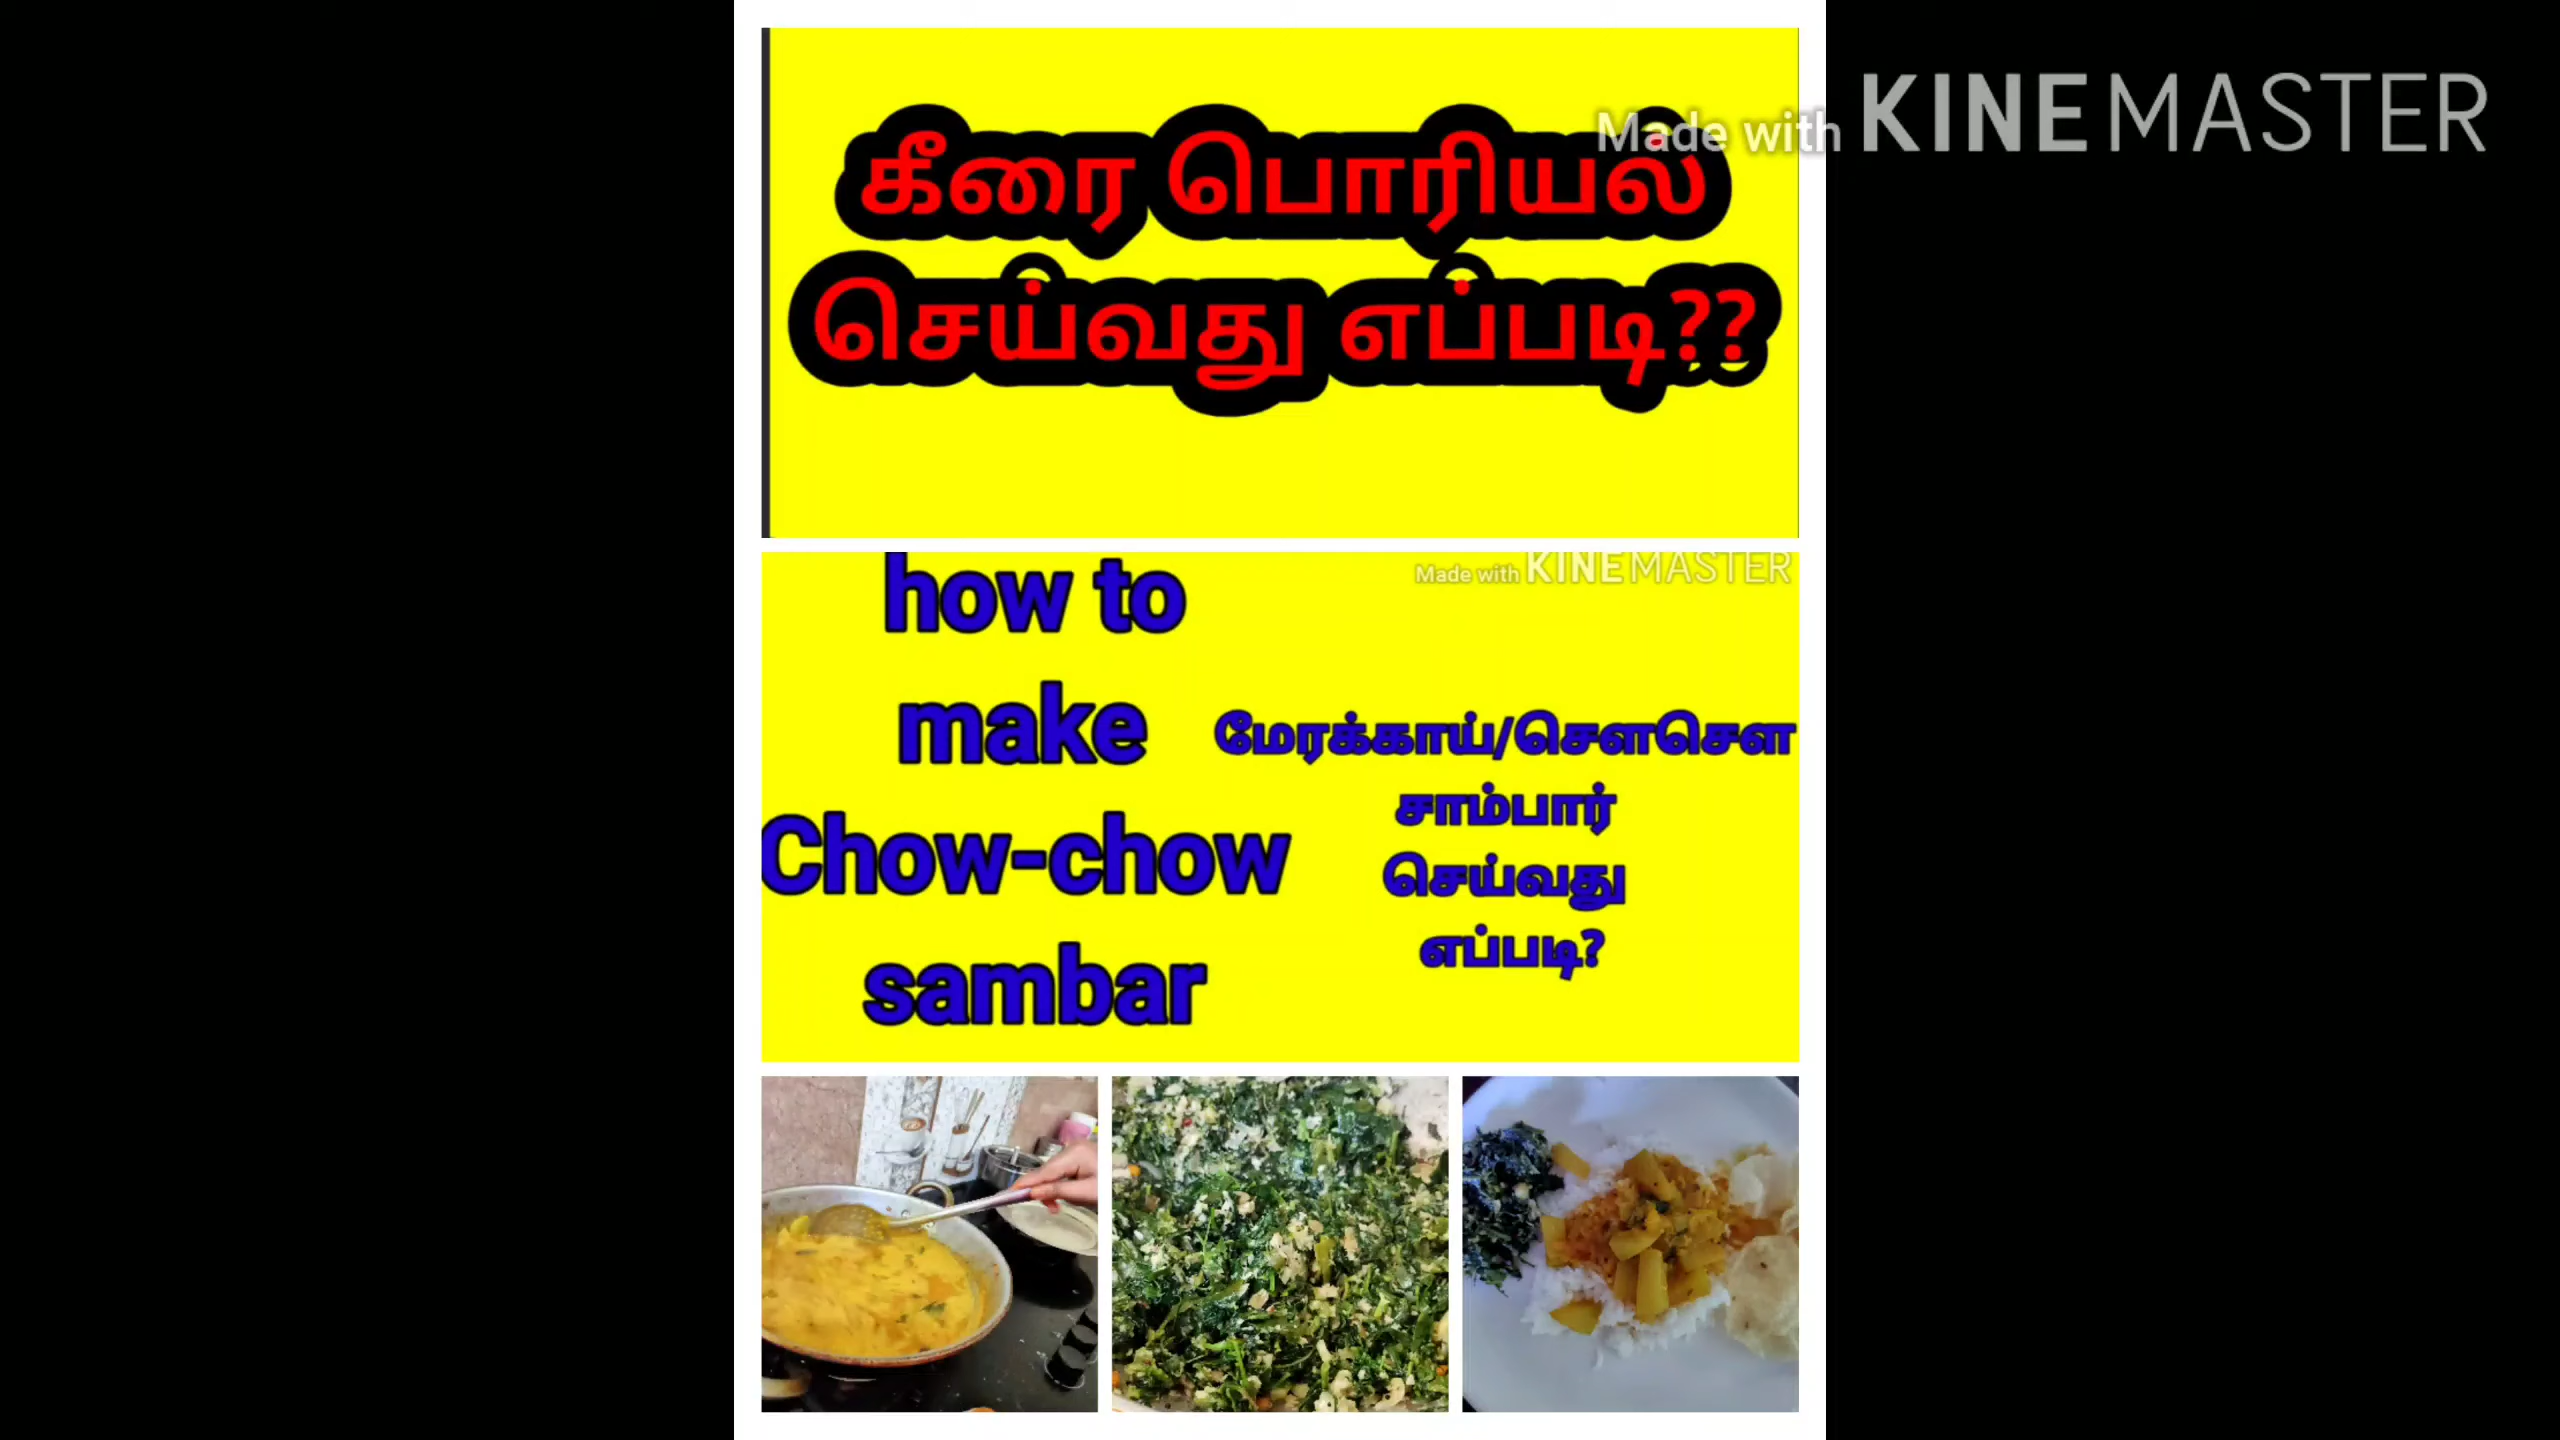 Made with KINEMASTER
கீரை பொரியல்
செய்வது எப்படி??
Made with KINEMASTER
how to
make
Chow-chow
sambar
மேரக்காய்/சௌசௌ
சாம்பார்
செய்வது
எப்படி?